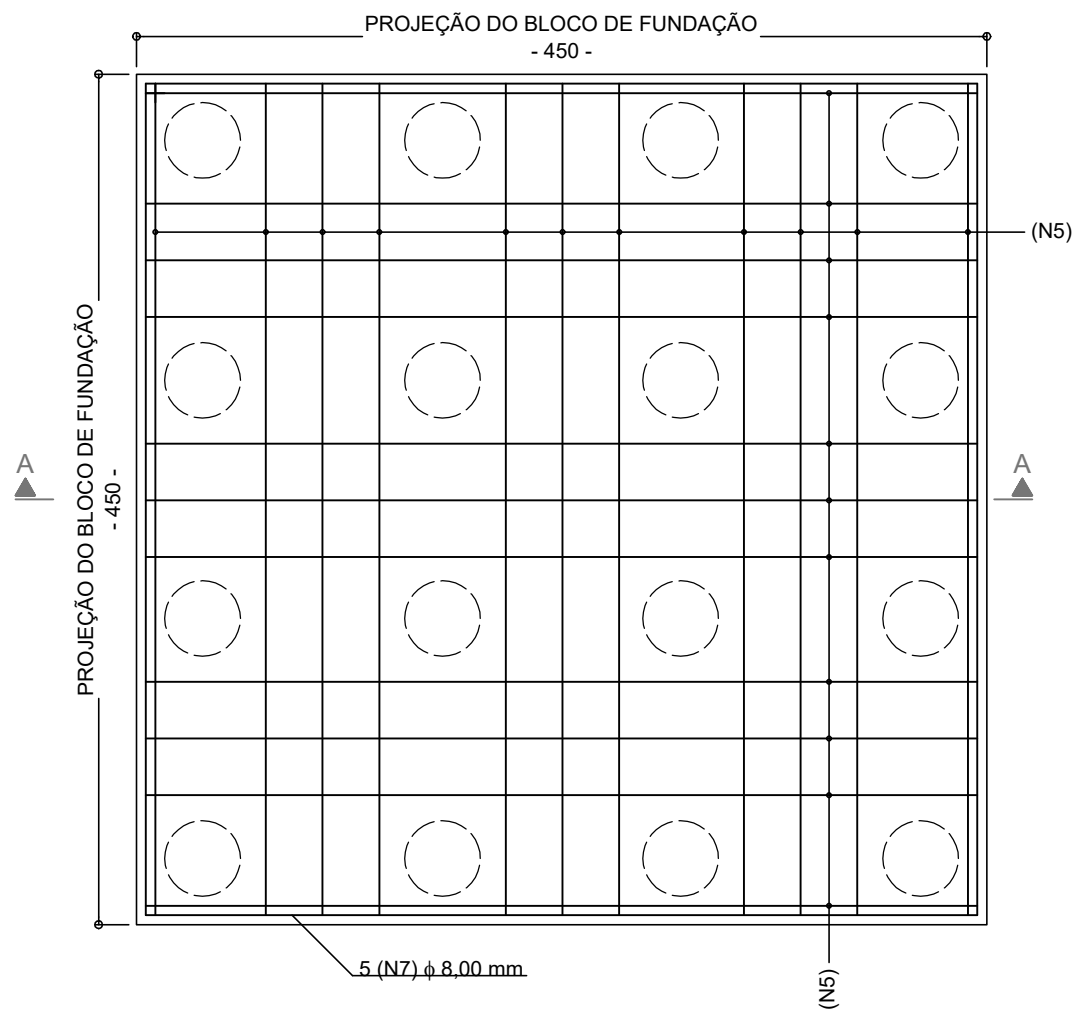 PROJEÇÃO DO BLOCO DE FUNDAÇÃO
- 450 -
(N5)
PROJEÇÃO DO BLOCO DE FUNDAÇÃO
- 450 -
A
A
5 (N7) ϕ 8,00 mm
(N5)